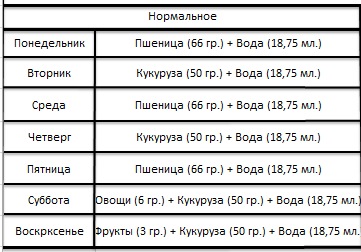 Нормальное
Понедельник Пшеница (66 гр.) + Вода (18,75 мл.)
Вторник Кукуруза (50 гр.) + Вода (18,75 мл.)
Среда Пшеница (66 гр.) + Вода (18,75 мл.)
Четверг Кукуруза (50 гр.) + Вода (18,75 мл.)
Пятница Пшеница (66 гр.) + Вода (18,75 мл.)
Суббота Овощи (6 гр.) + Кукуруза (50 гр.) + Вода (18,75 мл.)
Воскрксенье Фрукты (3 гр.) + Кукуруза (50 гр.) + Вода (18,75 мл.)